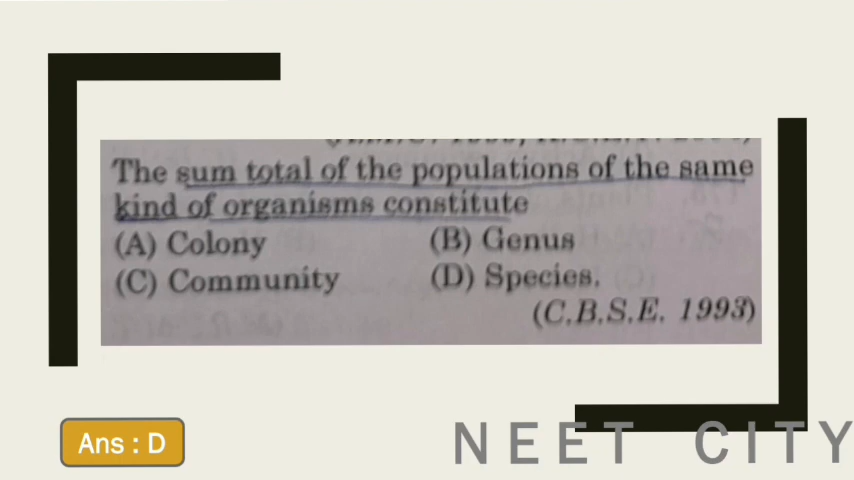 The sum total of the populations of the same
kind of organisms constitute
(A) Colony (B) Genus
(C) Community (D) Species.
(C.B.S.E. 1993)
Ans : D
NEET CITY